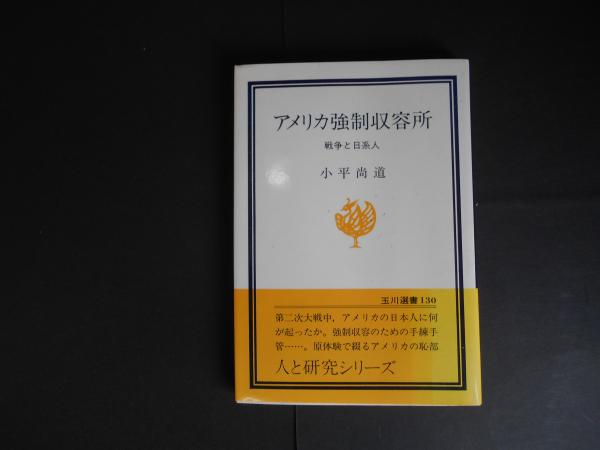 アメリカ強制収容所
戦争と日系人
小平尚道
玉川選書130
第二次大戦中，アメリカの日本人に何
が起ったか。強制収容のための手練手
管……。原体験で綴るアメリカの恥部
人と研究シリーズ